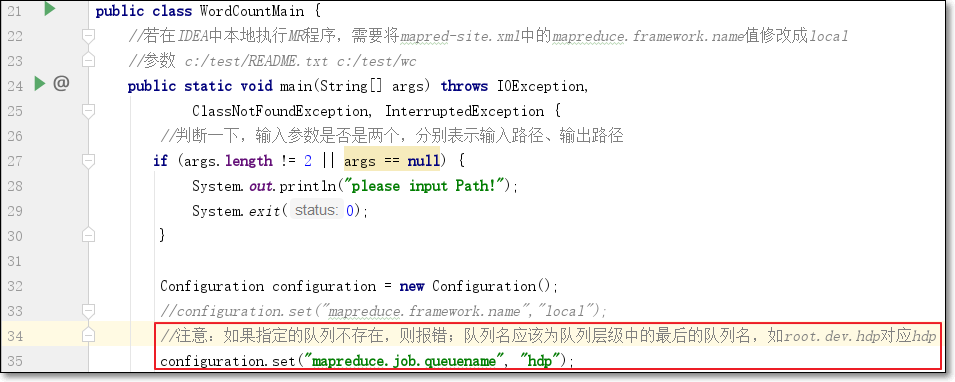 21 public class WordCountMain {
22 //若在IDEA中本地执行MR程序，需要将mapred-site.xml中的mapreduce.framework.name值修改成local
23 //参数 c:/test/README.txt c:/test/wc
24 @ public static void main(String[] args) throws IOException,
25 ClassNotFoundException, InterruptedException {
26 //判断一下，输入参数是否是两个，分别表示输入路径、输出路径
27 if (args.length != 2 || args == null) {
28 System.out.println("please input Path!");
29 System.exit( status: 0);
30 }
31
32 Configuration configuration = new Configuration();
33 //configuration.set("mapreduce.framework.name","local");
34 //注意：如果指定的队列不存在，则报错；队列名应该为队列层级中的最后的队列名，如root.dev.hdp对应hdp
35 configuration.set("mapreduce.job.queuename", "hdp");